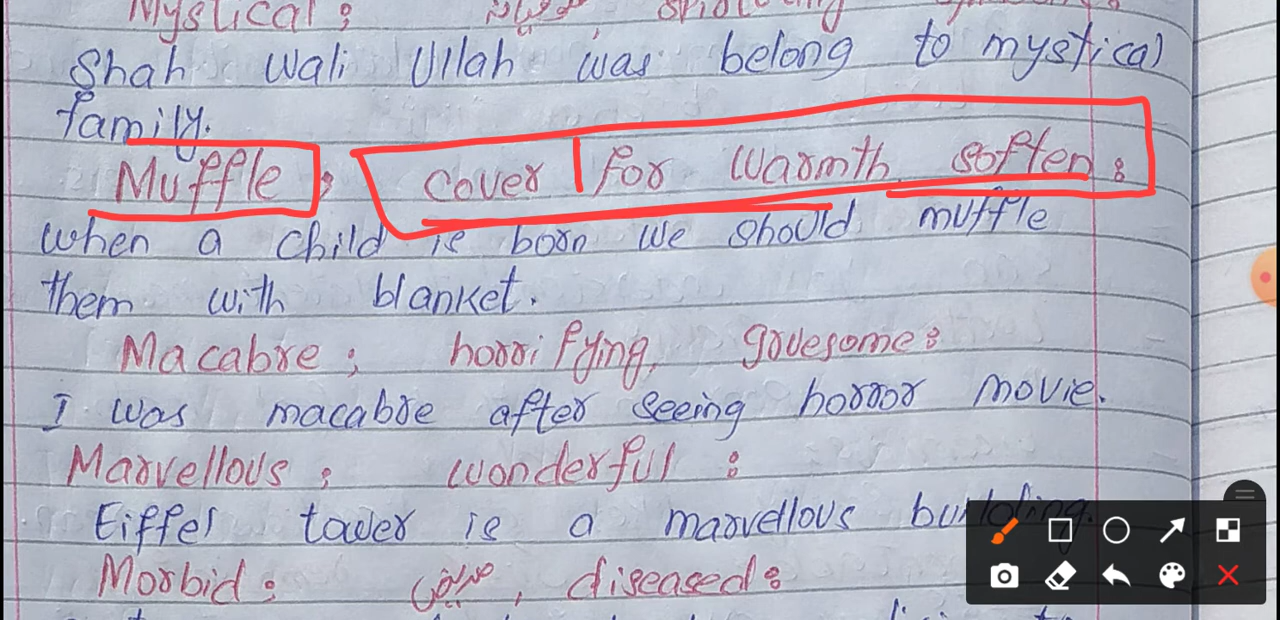 Mystical :
Shah Wali Ullah was belong to mystical
family.
Muffle : cover for warmth soften :
When a child is born we should muffle
them with blanket.
Macabre : horrifying, gruesome :
I was macabre after seeing horror movie.
Marvellous : wonderful :
Eiffel tower is a marvellous building.
Morbid : مریض , diseased :